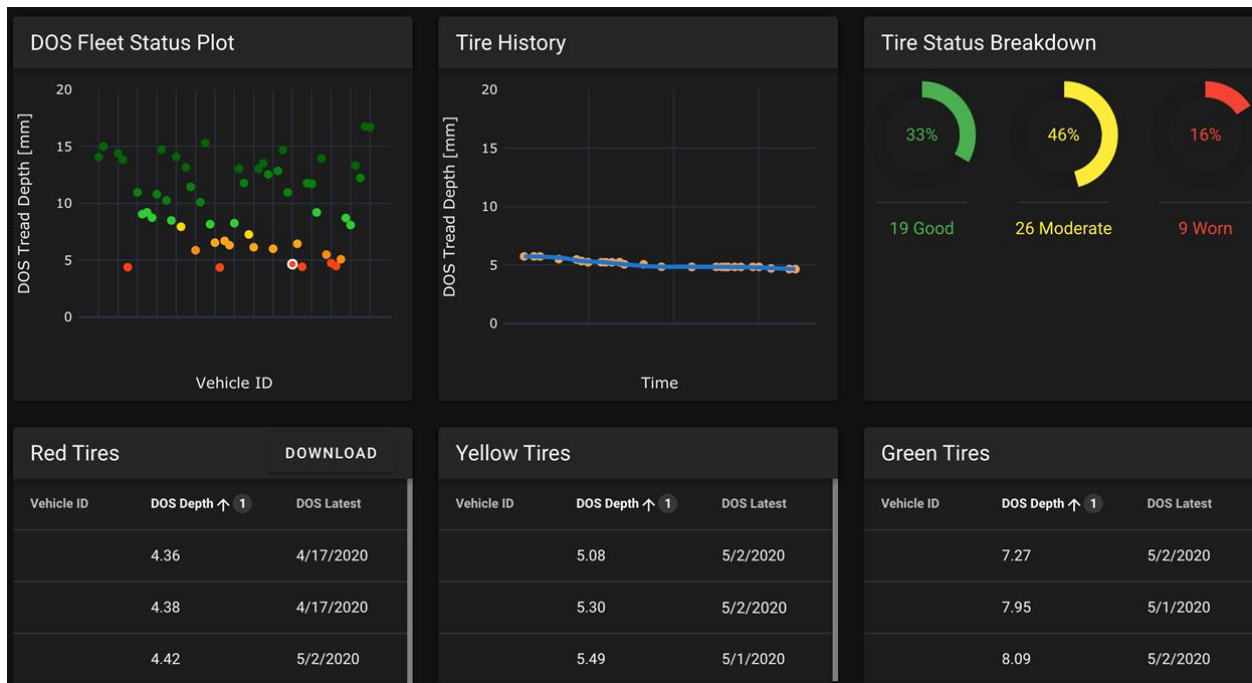 DOS Fleet Status Plot
20
15
10
5
0
DOS Tread Depth [mm]
Vehicle ID
Tire History
20
15
10
5
0
DOS Tread Depth [mm]
Time
Tire Status Breakdown
33%
46%
16%
19 Good
26 Moderate
9 Worn
Red Tires
DOWNLOAD
Vehicle ID DOS Depth ↑ 1 DOS Latest
4.36 4/17/2020
4.38 4/17/2020
4.42 5/2/2020
Yellow Tires
Vehicle ID DOS Depth ↑ 1 DOS Latest
5.08 5/2/2020
5.30 5/2/2020
5.49 5/1/2020
Green Tires
Vehicle ID DOS Depth ↑ 1 DOS Latest
7.27 5/2/2020
7.95 5/1/2020
8.09 5/2/2020